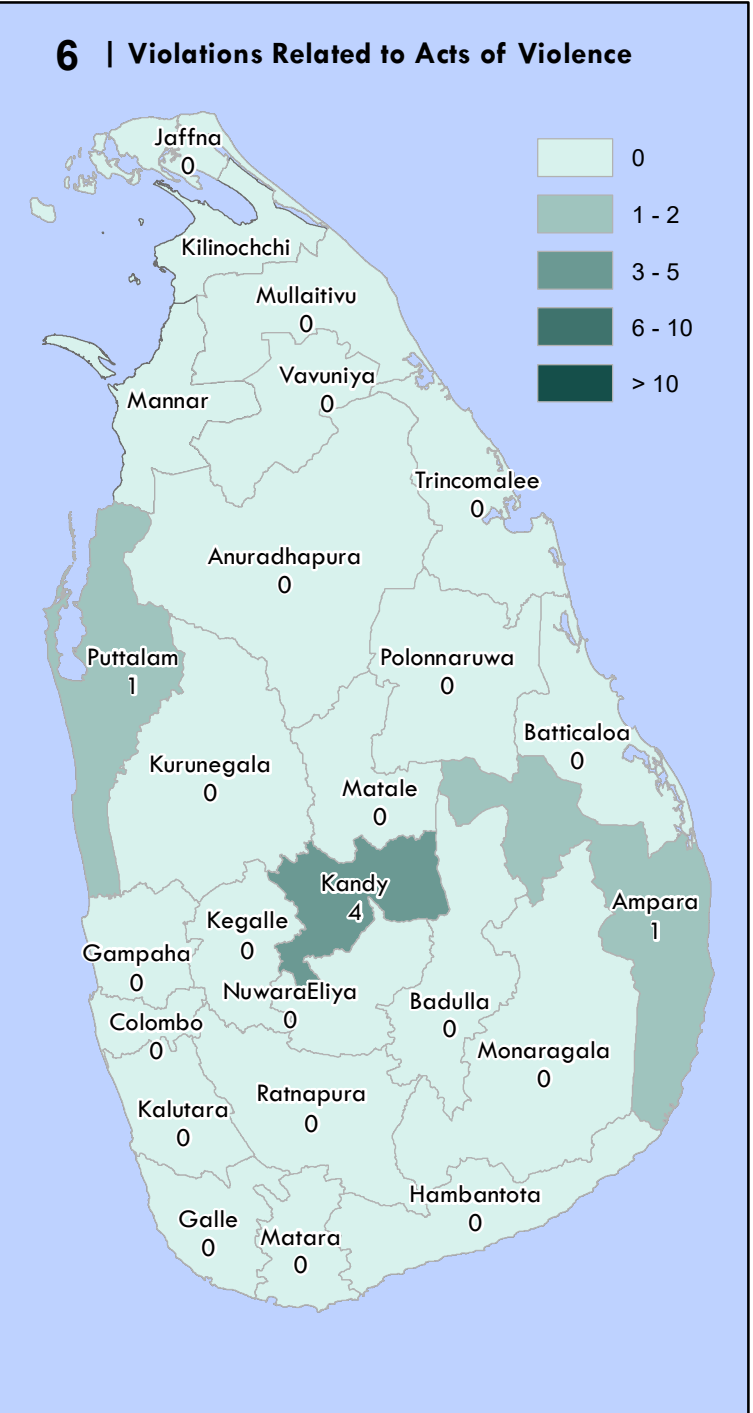 6 | Violations Related to Acts of Violence
Jaffna
0
0
1 - 2
3 - 5
6 - 10
> 10
Kilinochchi
Mullaitivu
0
Vavuniya
0
Mannar
Trincomalee
0
Anuradhapura
0
Puttalam
1
Polonnaruwa
0
Batticaloa
0
Kurunegala
0
Matale
0
Kandy
4
Ampara
1
Kegalle
0
Gampaha
0
NuwaraEliya
0
Badulla
0
Colombo
0
Monaragala
0
Ratnapura
0
Kalutara
0
Hambantota
0
Galle
0
Matara
0